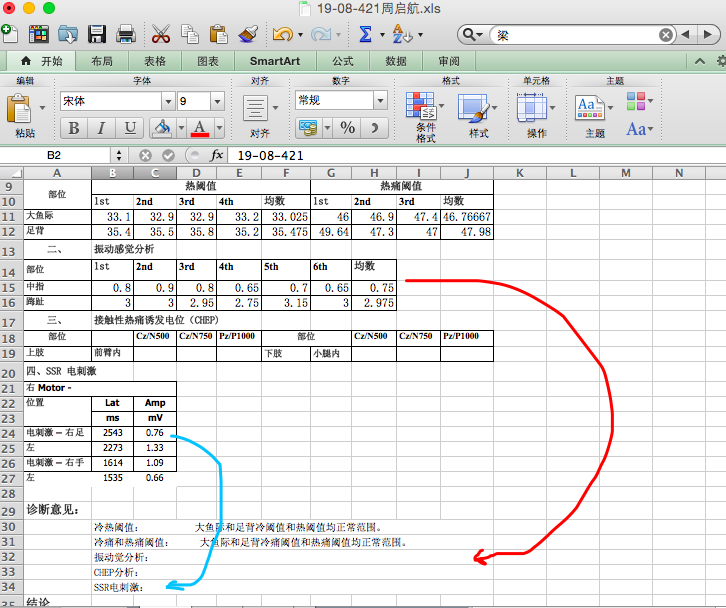 19-08-421周启航.xls
梁
开始 布局 表格 图表 SmartArt 公式 数据 审阅
编辑 字体 对齐 数字 格式 单元格 主题
粘贴 宋体 9 B I U A 对齐 常规 % 条件格式 样式 操作 Aa 主题 Aa
B2 fx 19-08-421
A B C D E F G H I J K L M N
9 部位 热阈值 热痛阈值
10 1st 2nd 3rd 4th 均数 1st 2nd 3rd 均数
11 大鱼际 33.1 32.9 32.9 33.2 33.025 46 46.9 47.4 46.76667
12 足背 35.4 35.5 35.8 35.2 35.475 49.64 47.3 47 47.98
13 二、 振动感觉分析
14 部位 1st 2nd 3rd 4th 5th 6th 均数
15 中指 0.8 0.9 0.8 0.65 0.7 0.65 0.75
16 踇趾 3 3 2.95 2.75 3.15 3 2.975
17 三、 接触性热痛诱发电位（CHEP）
18 部位 Cz/N500 Cz/N750 Pz/P1000 部位 Cz/N500 Cz/N750 Pz/P1000
19 上肢 前臂内 下肢 小腿内
20 四、SSR 电刺激
21 右 Motor -
22 位置 Lat Amp
23 ms mV
24 电刺激 – 右足 2543 0.76
25 左 2273 1.33
26 电刺激 – 右手 1614 1.09
27 左 1535 0.66
28
29 诊断意见：
30 冷热阈值： 大鱼际和足背冷阈值和热阈值均正常范围。
31 冷痛和热痛阈值： 大鱼际和足背冷痛阈值和热痛阈值均正常范围。
32 振动觉分析：
33 CHEP分析：
34 SSR电刺激：
35 结论